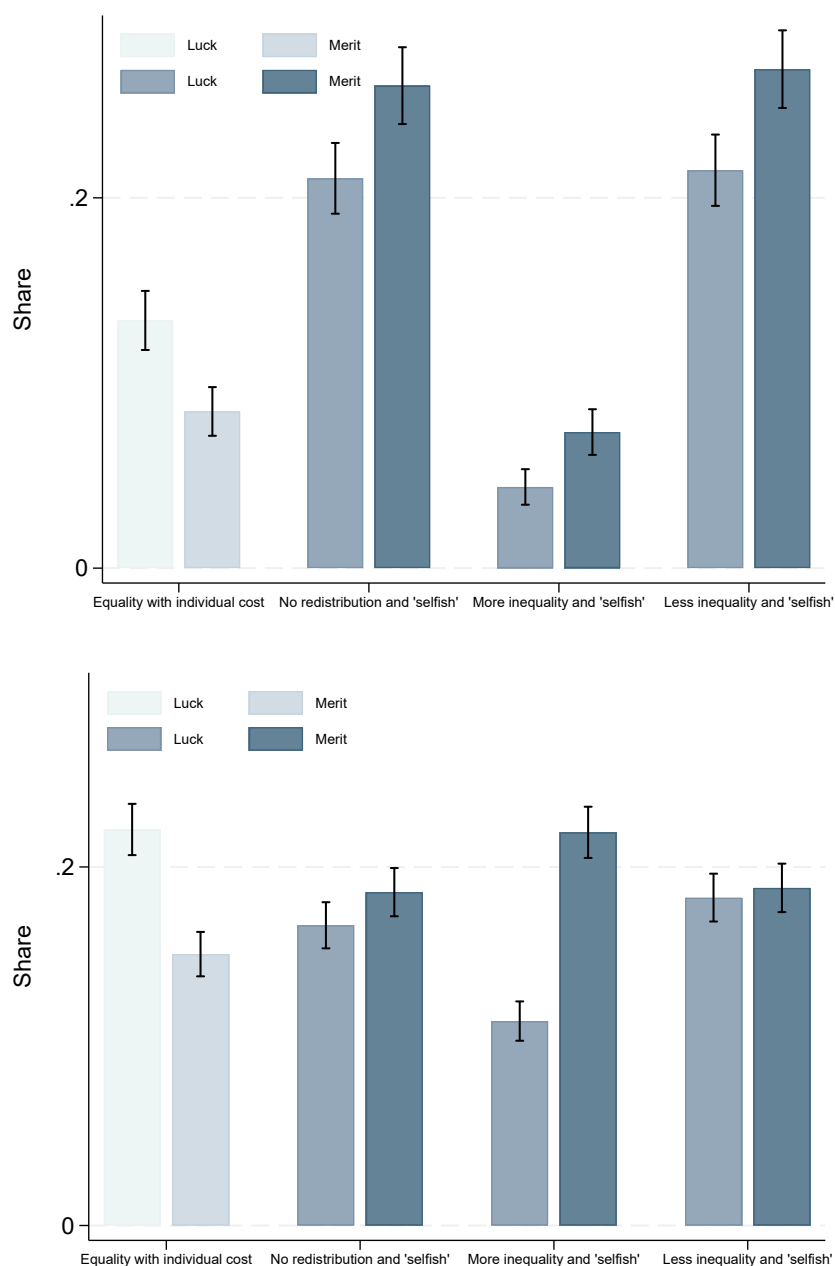 Luck Merit
Luck Merit
.2
Share
0
Equality with individual cost No redistribution and 'selfish' More inequality and 'selfish' Less inequality and 'selfish'
Luck Merit
Luck Merit
.2
Share
0
Equality with individual cost No redistribution and 'selfish' More inequality and 'selfish' Less inequality and 'selfish'